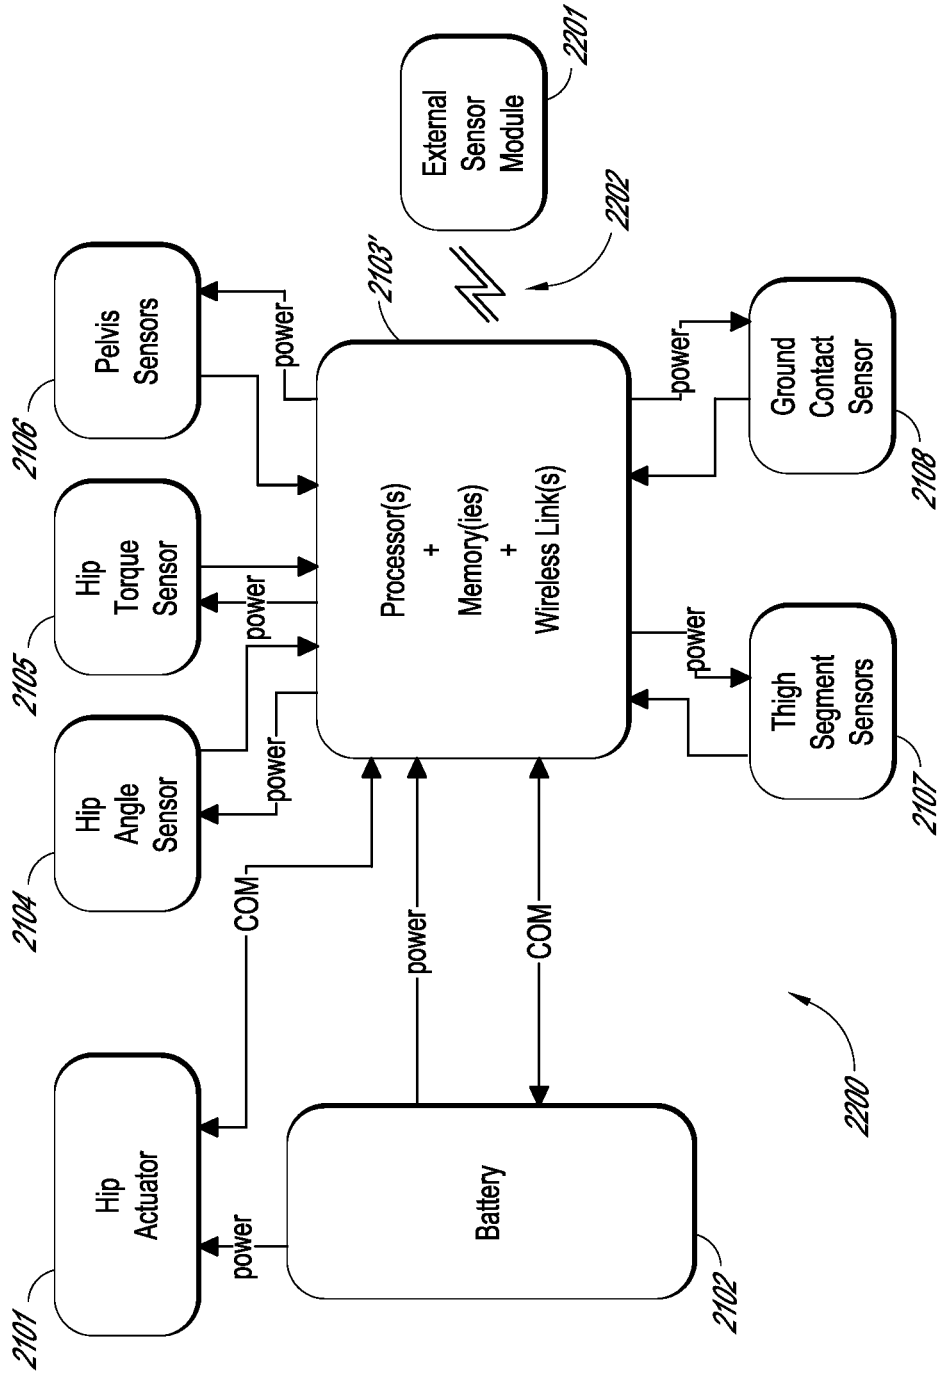 2101
Hip
Actuator
2104
Hip
Angle
Sensor
2105
Hip
Torque
Sensor
2106
Pelvis
Sensors
power
COM
power
power
power
2102
Battery
power
COM
2103'
Processor(s)
+
Memory(ies)
+
Wireless Link(s)
External
Sensor
Module
2201
2202
power
power
2107
Thigh
Segment
Sensors
2108
Ground
Contact
Sensor
2200